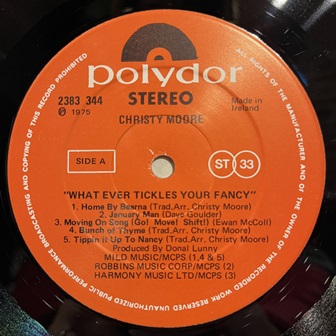 polydor
2383 344
STEREO
Made in
Ireland
℗ 1975
CHRISTY MOORE
SIDE A
ST 33
"WHAT EVER TICKLES YOUR FANCY"
1. Home By Bearna (Trad.Arr. Christy Moore)
2. January Man (Dave Goulder)
3. Moving On Song (Go! Move! Shift!) (Ewan McColl)
4. Bunch of Thyme (Trad.Arr. Christy Moore)
5. Tippin It Up To Nancy (Trad.Arr. Christy Moore)
Produced By Donal Lunny
MILD MUSIC/MCPS (1,4 & 5)
ROBBINS MUSIC CORP/MCPS (2)
HARMONY MUSIC LTD/MCPS (3)
ALL RIGHTS OF THE MANUFACTURER AND OF THE OWNER OF THE RECORDED WORK RESERVED UNAUTHORIZED PUBLIC PERFORMANCE BROADCASTING AND COPYING OF THIS RECORD PROHIBITED